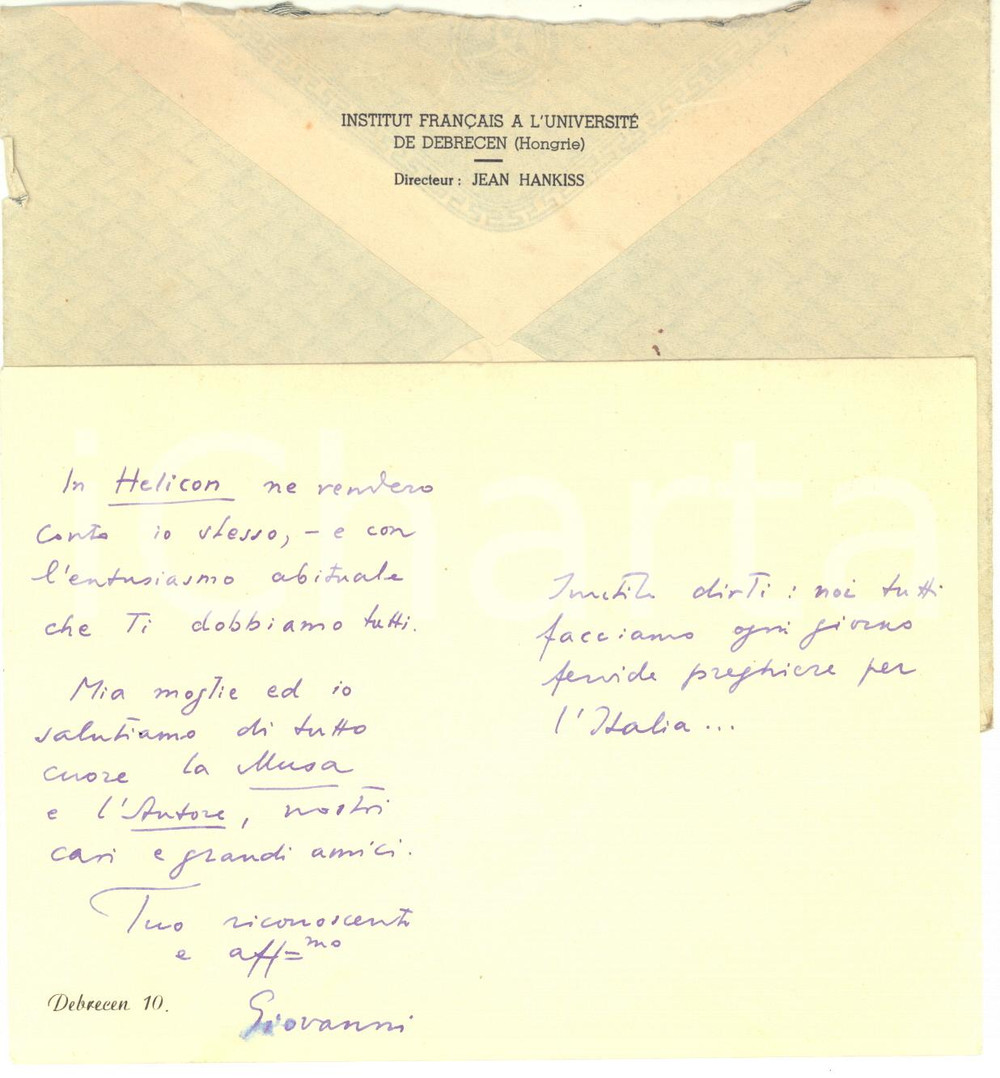 INSTITUT FRANÇAIS A L'UNIVERSITÉ
DE DEBRECEN (Hongrie)
Directeur : JEAN HANKISS
In Helicon ne rendero
conto io stesso, – e con
l'entusiasmo abituale
che Ti dobbiamo tutti.
Mia moglie ed io
salutiamo di tutto
cuore la Musa
e l'Autore, nostri
cari e grandi amici.
Tuo riconoscente
e aff=mo
Giovanni
Debrecen 10.
Inutile dirti : noi tutti
facciamo ogni giorno
fervide preghiere per
l'Italia ...
iCharta